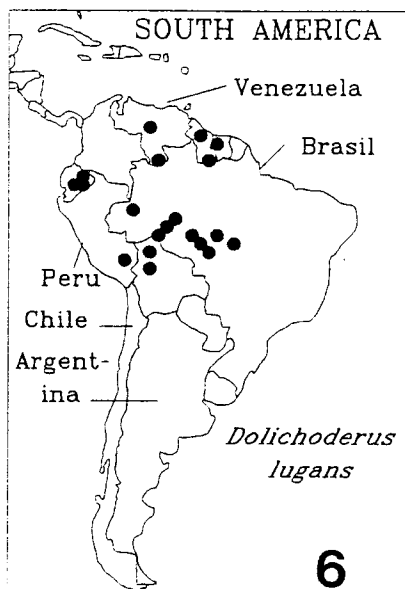 SOUTH AMERICA
Venezuela
Brasil
Peru
Chile
Argent-
ina
Dolichoderus
lugans
6